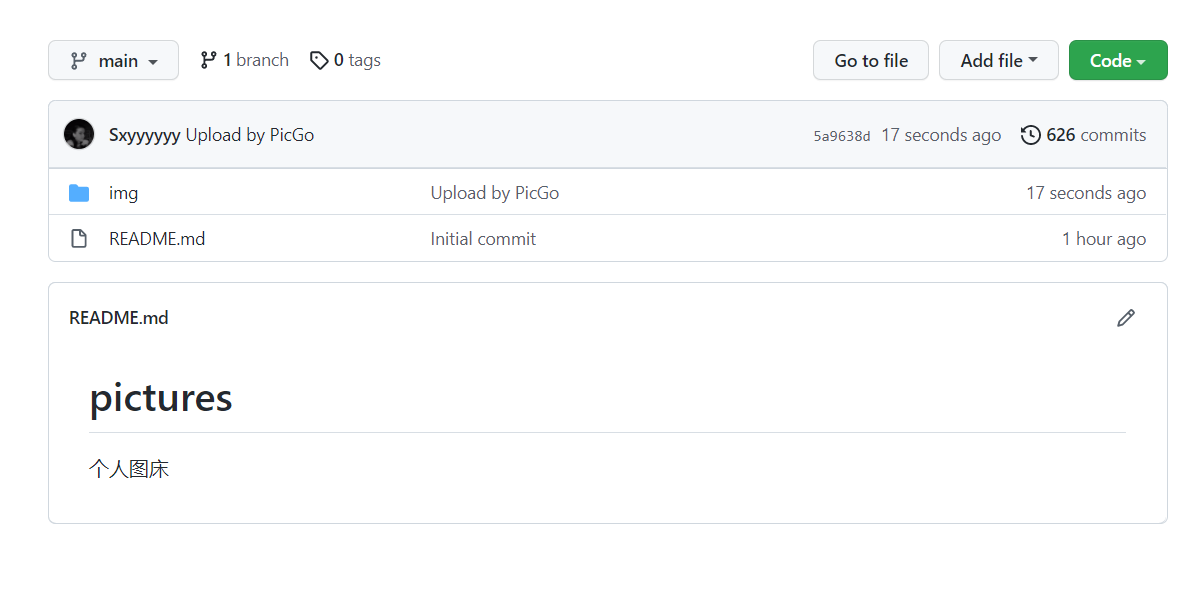 main 1 branch 0 tags Go to file Add file Code
Sxyyyyyy Upload by PicGo 5a9638d 17 seconds ago 626 commits
img Upload by PicGo 17 seconds ago
README.md Initial commit 1 hour ago
README.md
pictures
个人图床